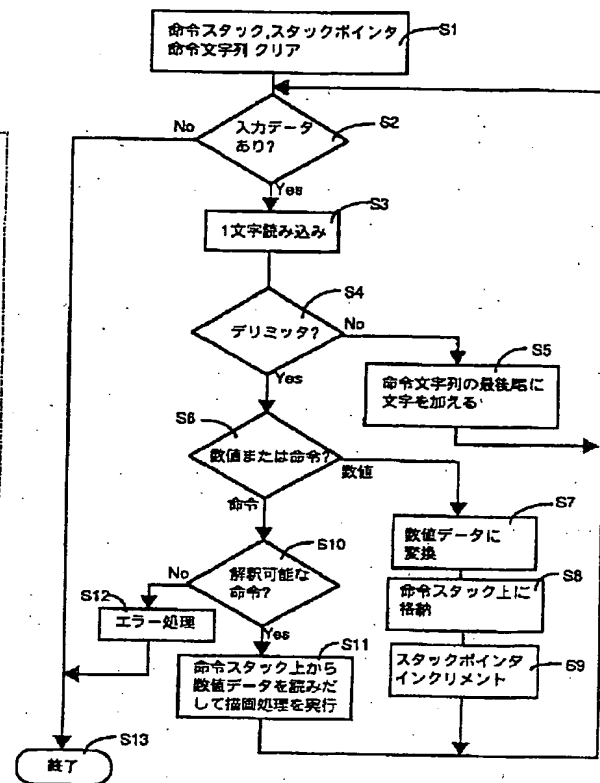 命令スタック,スタックポインタ
命令文字列 クリア
S1
No
入力データ
あり?
S2
Yes
S3
1文字読み込み
S4
デリミッタ?
No
S5
Yes
命令文字列の最後尾に
文字を加える
S6
数値または命令?
数値
命令
S7
数値データに
変換
S10
解釈可能な
命令?
No
S8
命令スタック上に
格納
S12
エラー処理
Yes
S11
命令スタック上から
数値データを読みだ
して描画処理を実行
スタックポインタ
インクリメント
S9
S13
終了